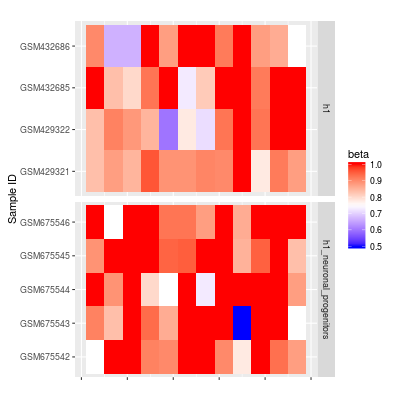 GSM432686
GSM432685
GSM429322
GSM429321
h1
GSM675546
GSM675545
GSM675544
GSM675543
GSM675542
h1_neuronal_progenitors
Sample ID
beta
1.0
0.9
0.8
0.7
0.6
0.5